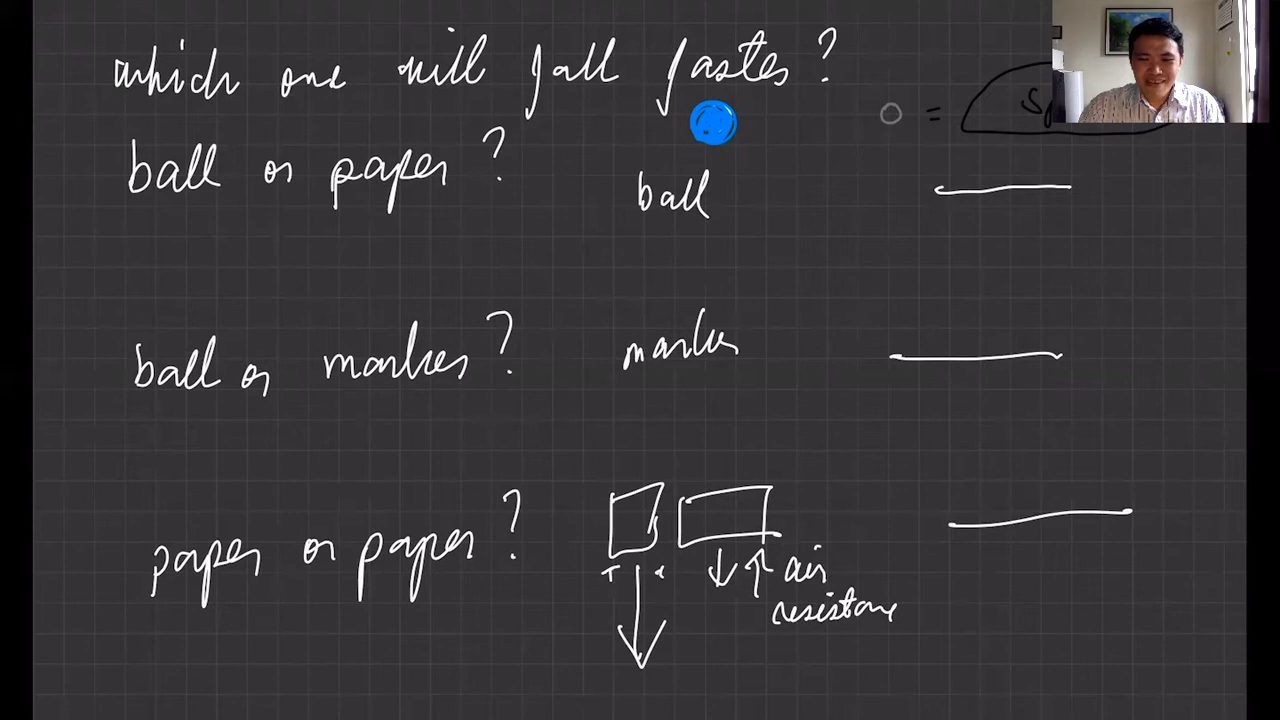 which one will fall faster?
ball or paper?
ball
ball or marker?
marker
paper or paper?
air
resistance